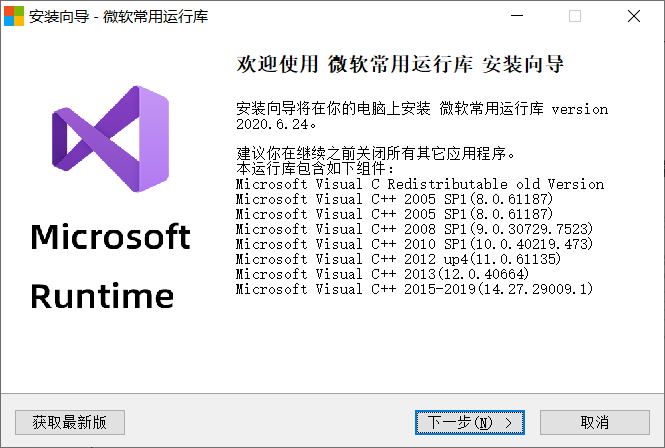 安装向导 - 微软常用运行库
欢迎使用 微软常用运行库 安装向导
安装向导将在你的电脑上安装 微软常用运行库 version
2020.6.24。
建议你在继续之前关闭所有其它应用程序。
本运行库包含如下组件:
Microsoft Visual C Redistributable old Version
Microsoft Visual C++ 2005 SP1(8.0.61187)
Microsoft Visual C++ 2005 SP1(8.0.61187)
Microsoft Visual C++ 2008 SP1(9.0.30729.7523)
Microsoft Visual C++ 2010 SP1(10.0.40219.473)
Microsoft Visual C++ 2012 up4(11.0.61135)
Microsoft Visual C++ 2013(12.0.40664)
Microsoft Visual C++ 2015-2019(14.27.29009.1)
Microsoft
Runtime
获取最新版
下一步(N) >
取消